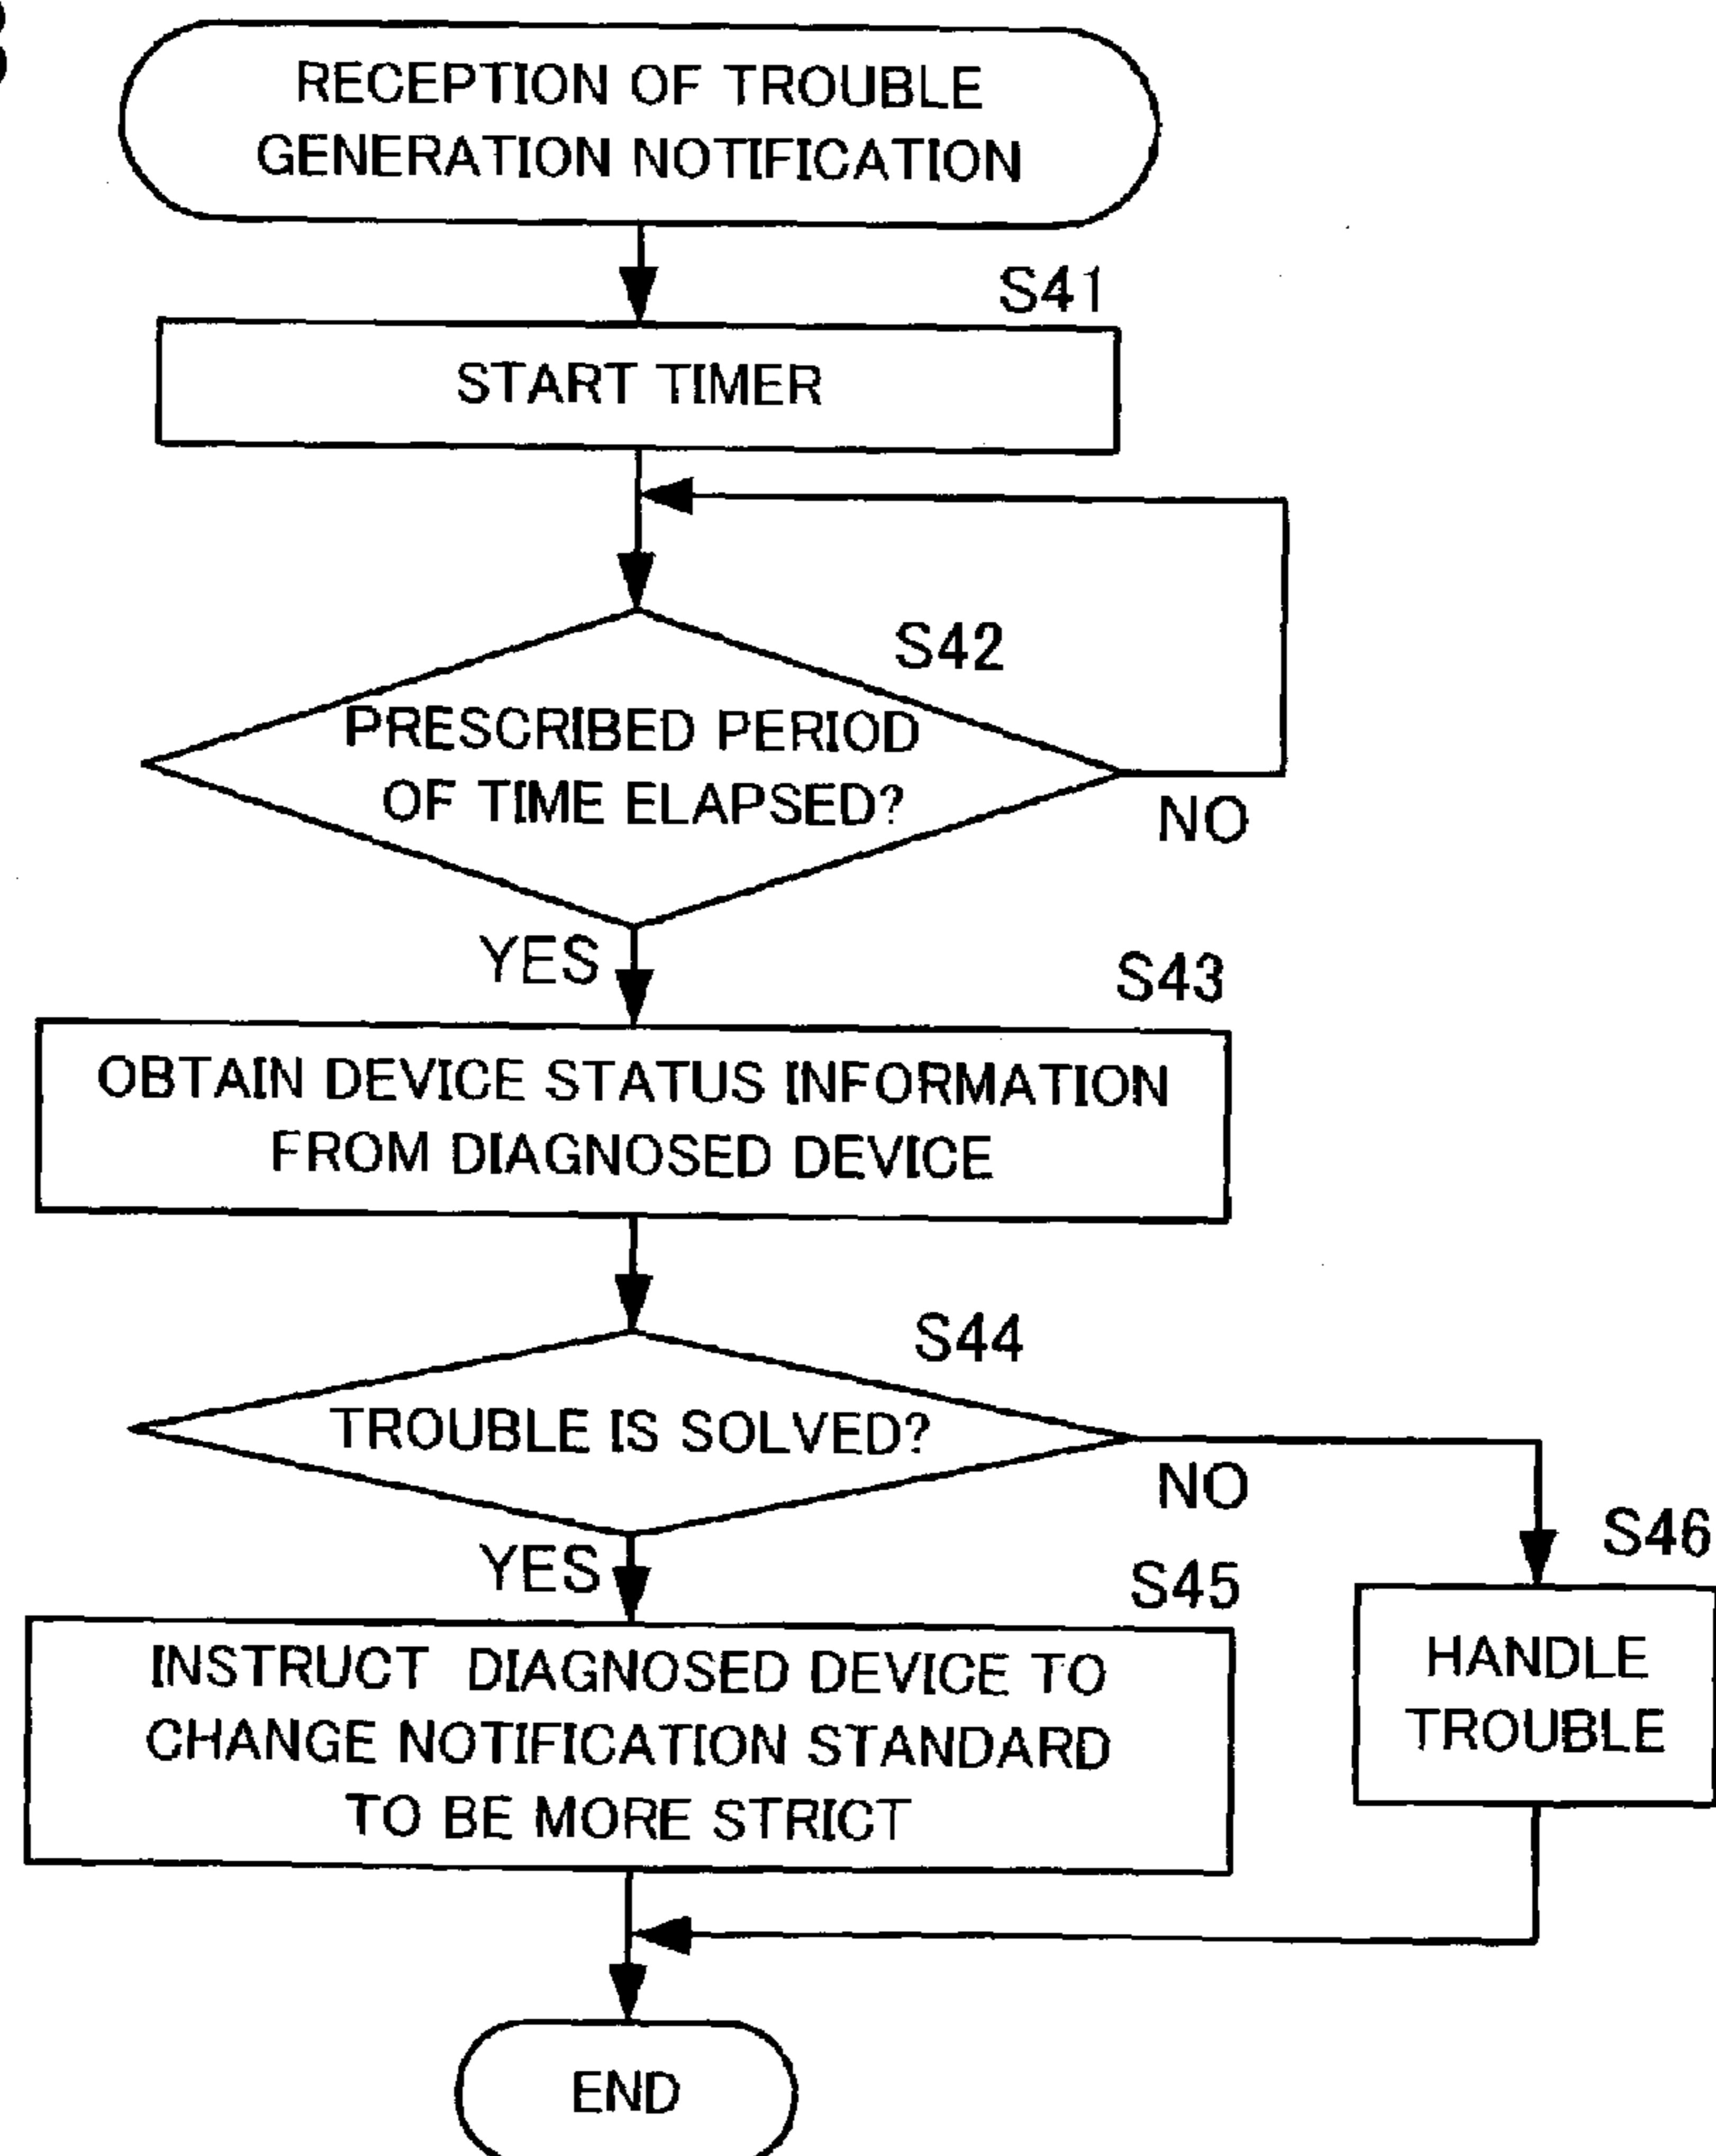 RECEPTION OF TROUBLE
GENERATION NOTIFICATION
S41
START TIMER
S42
PRESCRIBED PERIOD
OF TIME ELAPSED?
NO
YES
S43
OBTAIN DEVICE STATUS INFORMATION
FROM DIAGNOSED DEVICE
S44
TROUBLE IS SOLVED?
NO
YES
S45
S46
INSTRUCT DIAGNOSED DEVICE TO
CHANGE NOTIFICATION STANDARD
TO BE MORE STRICT
HANDLE
TROUBLE
END